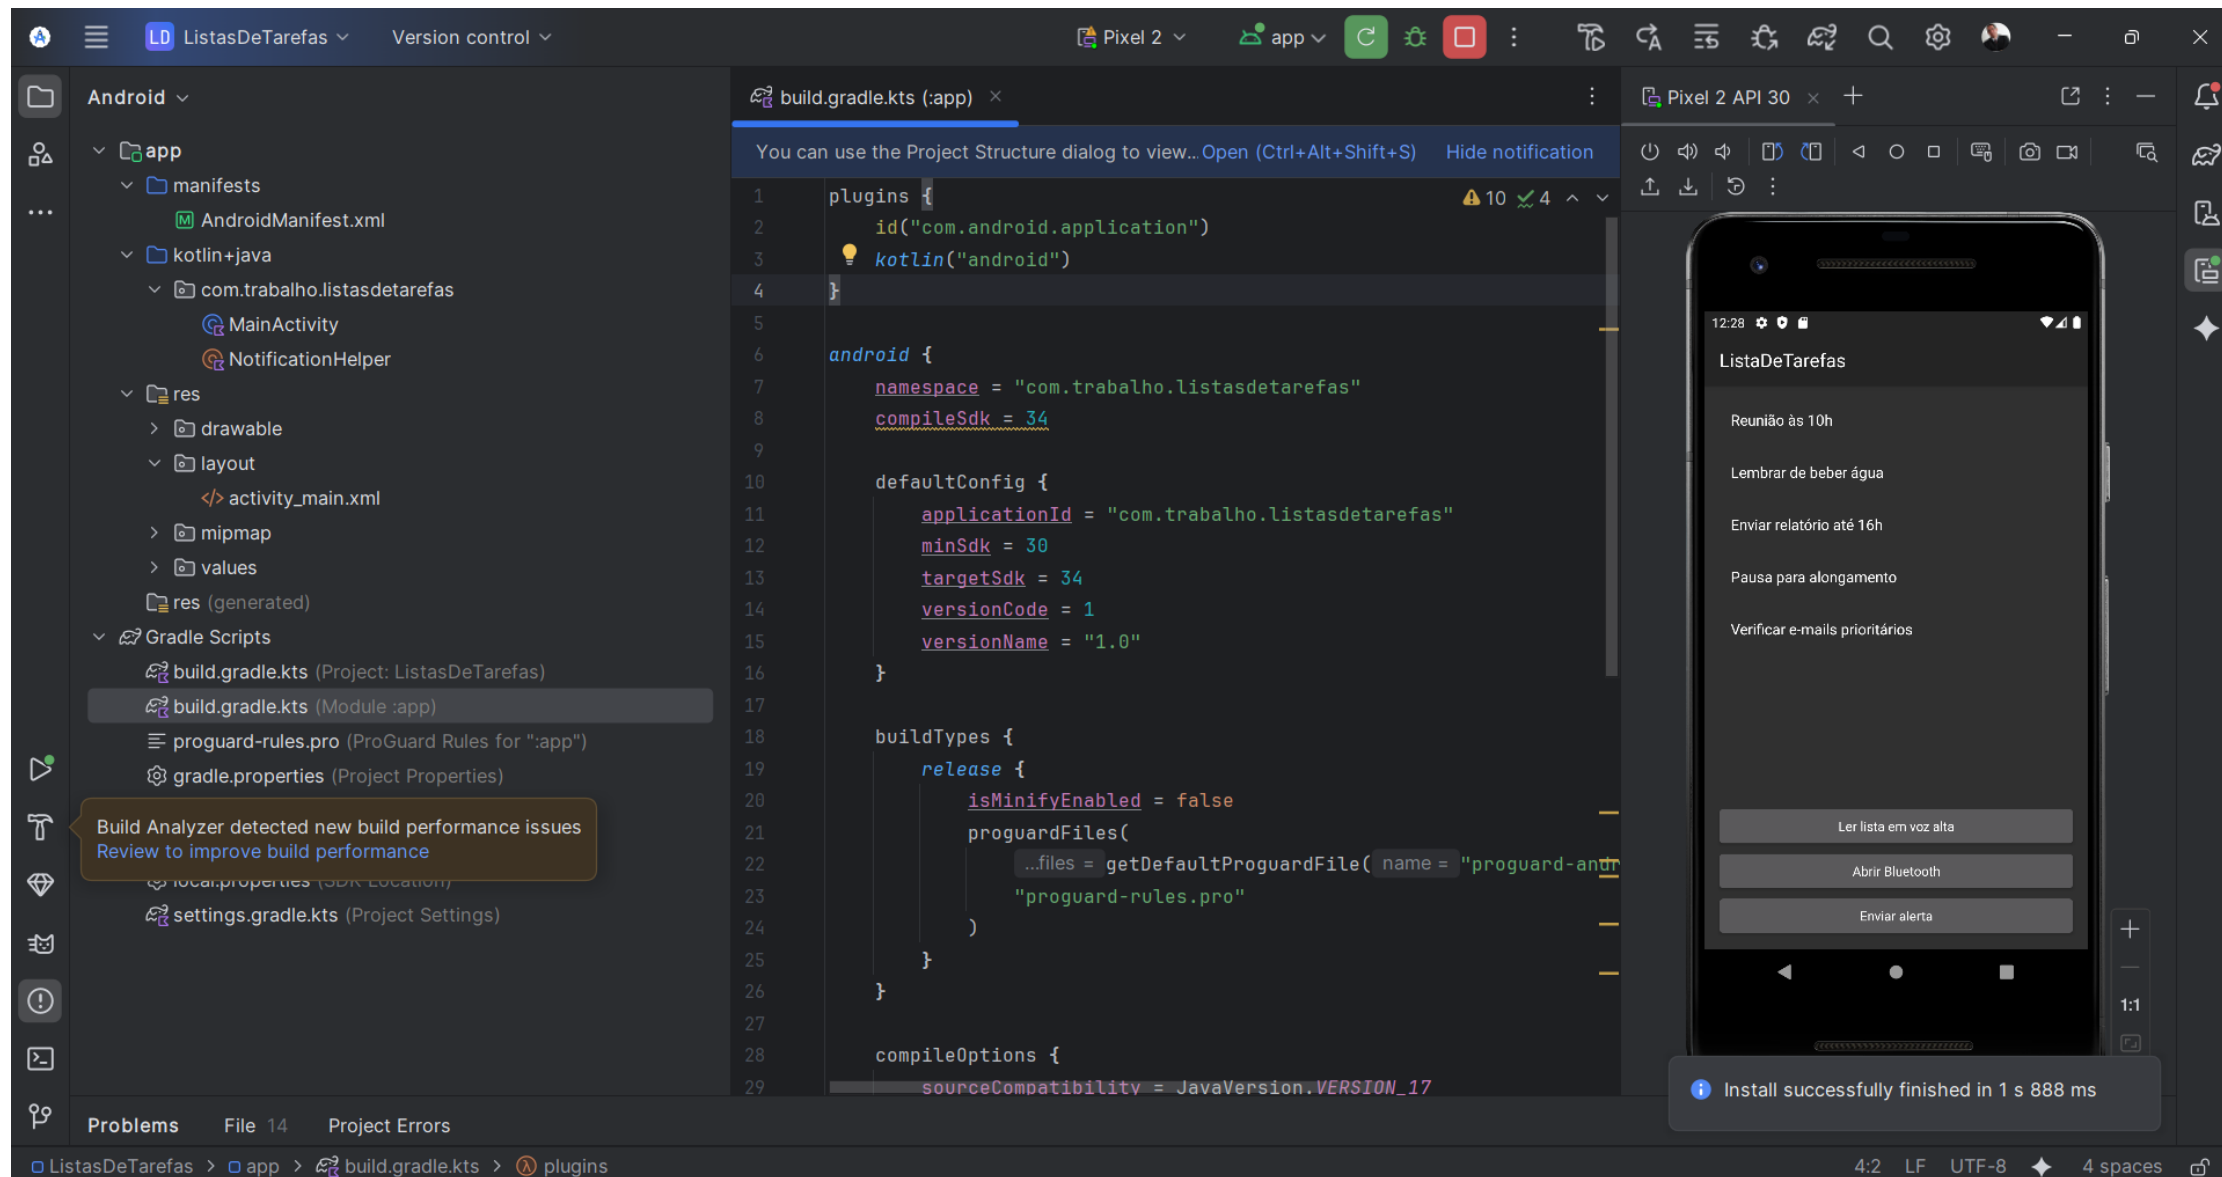 LD ListasDeTarefas Version control Pixel 2 app
Android
app
manifests
AndroidManifest.xml
kotlin+java
com.trabalho.listasdetarefas
MainActivity
NotificationHelper
res
drawable
layout
activity_main.xml
mipmap
values
res (generated)
Gradle Scripts
build.gradle.kts (Project: ListasDeTarefas)
build.gradle.kts (Module :app)
proguard-rules.pro (ProGuard Rules for ":app")
gradle.properties (Project Properties)
Build Analyzer detected new build performance issues
Review to improve build performance
local.properties (SDK Location)
settings.gradle.kts (Project Settings)
build.gradle.kts (:app)
You can use the Project Structure dialog to view... Open (Ctrl+Alt+Shift+S) Hide notification
10 4
1 plugins {
2 id("com.android.application")
3 kotlin("android")
4 }
5
6 android {
7 namespace = "com.trabalho.listasdetarefas"
8 compileSdk = 34
9
10 defaultConfig {
11 applicationId = "com.trabalho.listasdetarefas"
12 minSdk = 30
13 targetSdk = 34
14 versionCode = 1
15 versionName = "1.0"
16 }
17
18 buildTypes {
19 release {
20 isMinifyEnabled = false
21 proguardFiles(
22 ...files = getDefaultProguardFile( name = "proguard-andr
23 "proguard-rules.pro"
24 )
25 }
26 }
27
28 compileOptions {
29 sourceCompatibility = JavaVersion.VERSION_17
Pixel 2 API 30
12:28
ListaDeTarefas
Reunião às 10h
Lembrar de beber água
Enviar relatório até 16h
Pausa para alongamento
Verificar e-mails prioritários
Ler lista em voz alta
Abrir Bluetooth
Enviar alerta
1:1
Install successfully finished in 1 s 888 ms
Problems File 14 Project Errors
ListasDeTarefas > app > build.gradle.kts > plugins
4:2 LF UTF-8 4 spaces